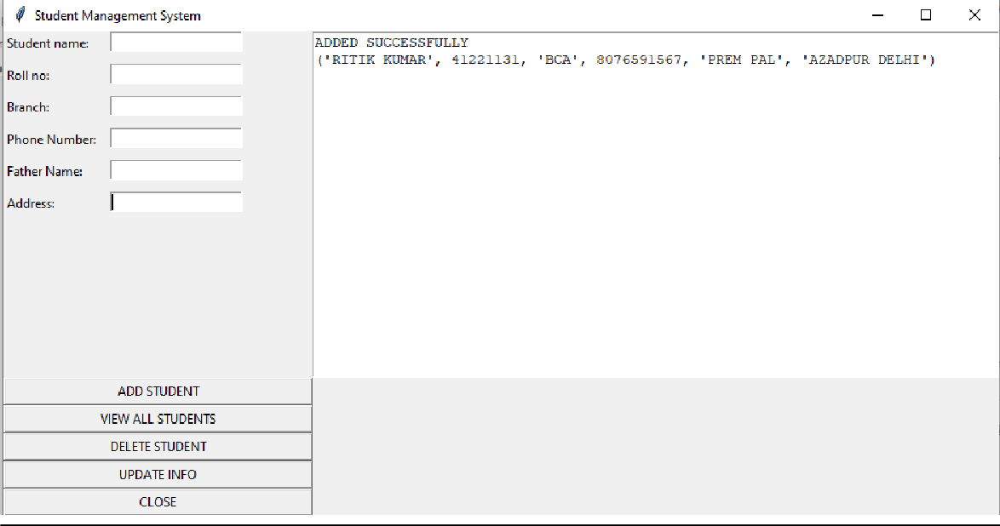 Student Management System
Student name:
Roll no:
Branch:
Phone Number:
Father Name:
Address:
ADDED SUCCESSFULLY
('RITIK KUMAR', 41221131, 'BCA', 8076591567, 'PREM PAL', 'AZADPUR DELHI')
ADD STUDENT
VIEW ALL STUDENTS
DELETE STUDENT
UPDATE INFO
CLOSE